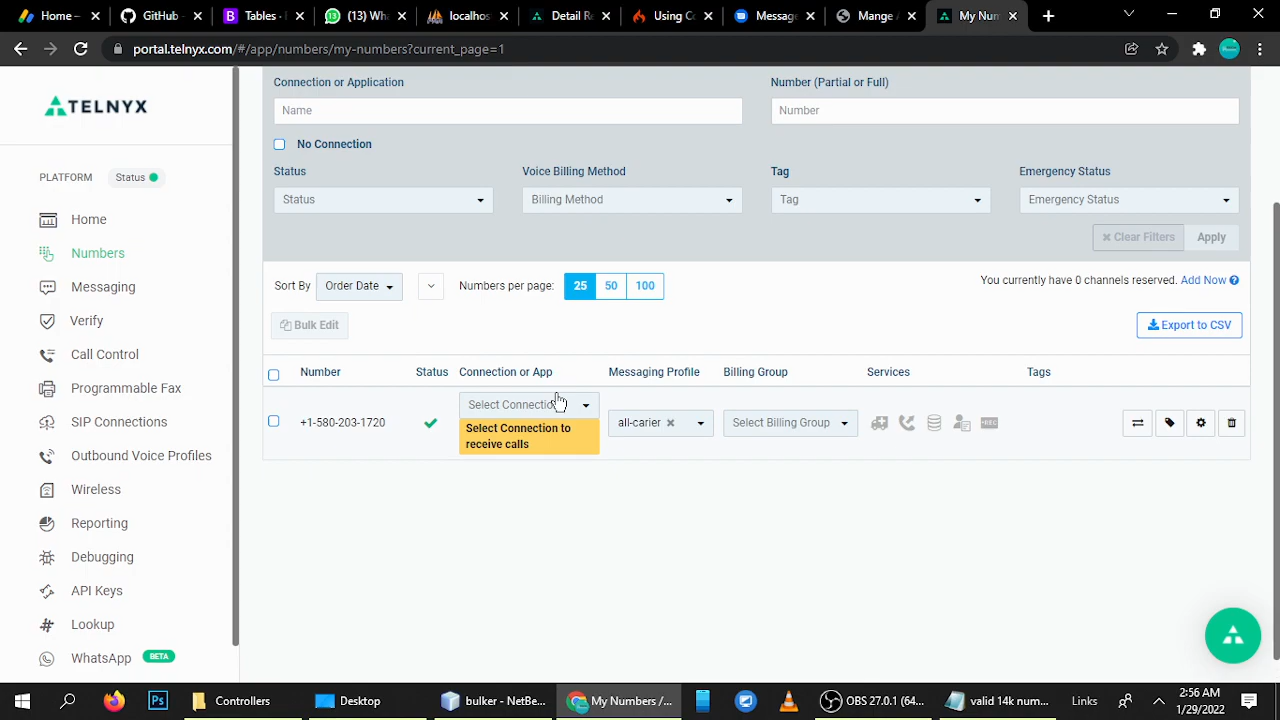 Home - Co
GitHub -
Tables - B
(13) Wha
localhos
Detail Re
Using Co
Message
Mange A
My Num
portal.telnyx.com/#/app/numbers/my-numbers?current_page=1
TELNYX
PLATFORM
Status
Home
Numbers
Messaging
Verify
Call Control
Programmable Fax
SIP Connections
Outbound Voice Profiles
Wireless
Reporting
Debugging
API Keys
Lookup
WhatsApp BETA
Connection or Application
Number (Partial or Full)
Name
Number
No Connection
Status
Voice Billing Method
Tag
Emergency Status
Status
Billing Method
Tag
Emergency Status
Clear Filters
Apply
Sort By
Order Date
Numbers per page:
25
50
100
You currently have 0 channels reserved. Add Now
Bulk Edit
Export to CSV
Number
Status
Connection or App
Messaging Profile
Billing Group
Services
Tags
+1-580-203-1720
Select Connectio
Select Connection to
receive calls
all-carier
Select Billing Group
REC
Controllers
Desktop
bulker - NetBe...
My Numbers /...
OBS 27.0.1 (64...
valid 14k num...
Links
2:56 AM
1/29/2022